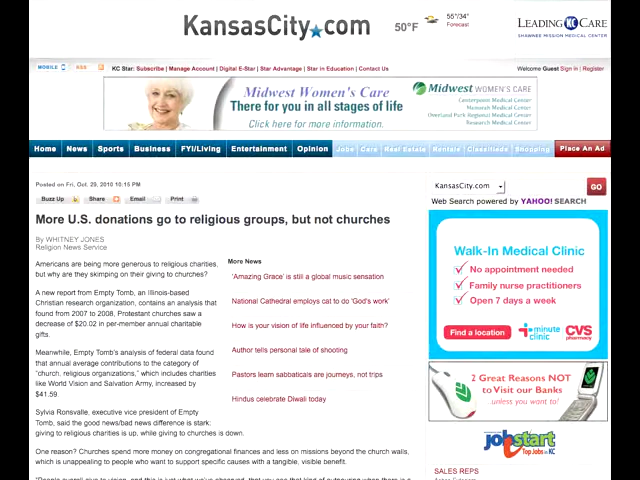 KansasCity.com
50°F
55°/34°
Forecast
LEADING KC CARE
SHAWNEE MISSION MEDICAL CENTER
MOBILE RSS
KC Star: Subscribe | Manage Account | Digital E-Star | Star Advantage | Star in Education | Contact Us
Welcome Guest Sign In | Register
Midwest Women's Care
There for you in all stages of life
Click here for more information.
Midwest WOMEN'S CARE
Centerpoint Medical Center
Menorah Medical Center
Overland Park Regional Medical Center
Research Medical Center
Home News Sports Business FYI/Living Entertainment Opinion Jobs Cars Real Estate Rentals Classifieds Shopping Place An Ad
Posted on Fri, Oct. 29, 2010 10:15 PM
Buzz Up Share Email Print
More U.S. donations go to religious groups, but not churches
By WHITNEY JONES
Religion News Service
Americans are being more generous to religious charities,
but why are they skimping on their giving to churches?
A new report from Empty Tomb, an Illinois-based
Christian research organization, contains an analysis that
found from 2007 to 2008, Protestant churches saw a
decrease of $20.02 in per-member annual charitable
gifts.
Meanwhile, Empty Tomb's analysis of federal data found
that annual average contributions to the category of
"church, religious organizations," which includes charities
like World Vision and Salvation Army, increased by
$41.59.
Sylvia Ronsvalle, executive vice president of Empty
Tomb, said the good news/bad news difference is stark:
giving to religious charities is up, while giving to churches is down.
One reason? Churches spend more money on congregational finances and less on missions beyond the church walls,
which is unappealing to people who want to support specific causes with a tangible, visible benefit.
More News
'Amazing Grace' is still a global music sensation
National Cathedral employs cat to do 'God's work'
How is your vision of life influenced by your faith?
Author tells personal tale of shooting
Pastors learn sabbaticals are journeys, not trips
Hindus celebrate Diwali today
KansasCity.com
GO
Web Search powered by YAHOO! SEARCH
Walk-In Medical Clinic
No appointment needed
Family nurse practitioners
Open 7 days a week
Find a location
minute clinic
CVS pharmacy
2 Great Reasons NOT
to Visit our Banks
...unless you want to!
jobstart
Top Jobs in KC
SALES REPS